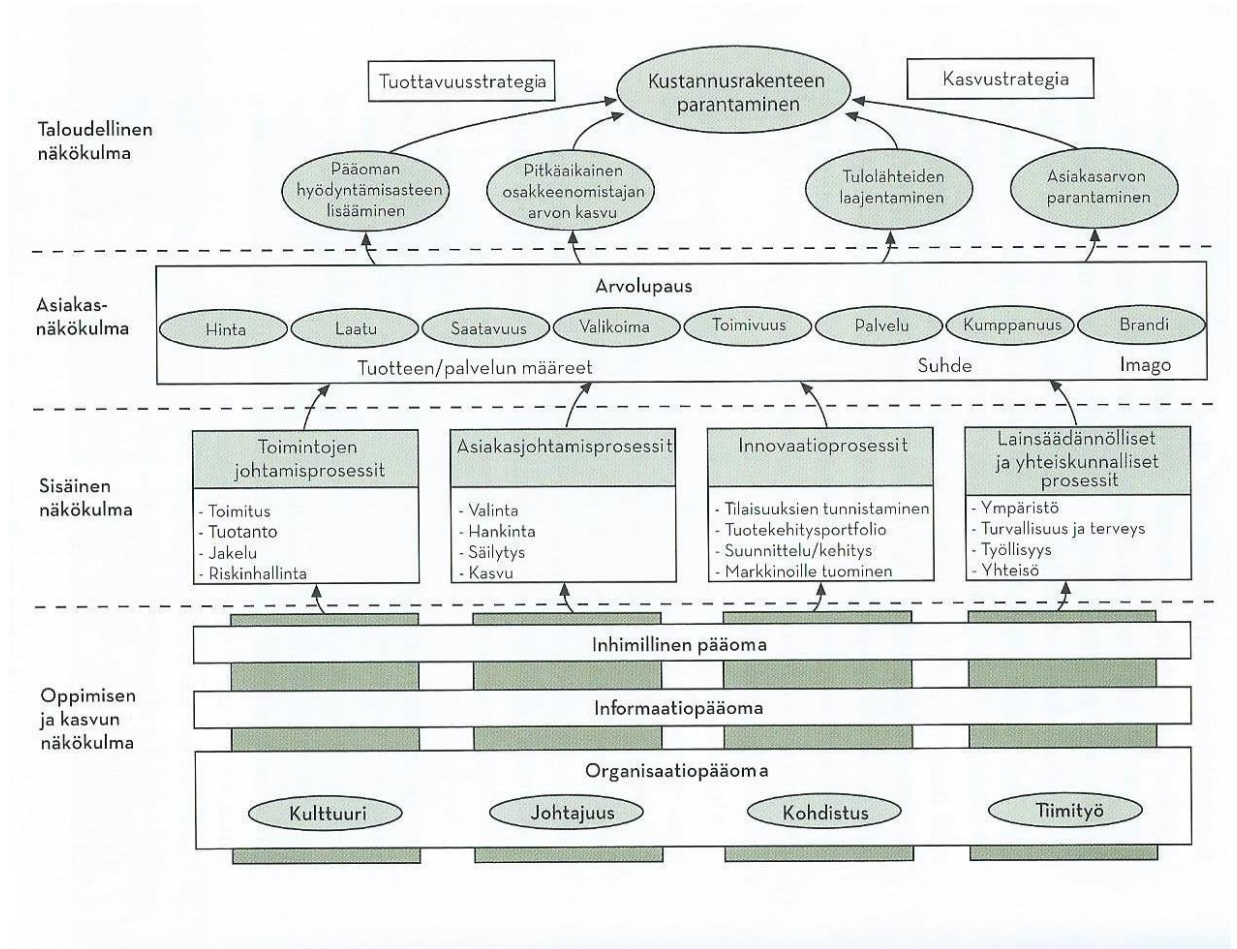 Tuottavuusstrategia
Kustannusrakenteen
parantaminen
Kasvustrategia
Taloudellinen
näkökulma
Pääoman
hyödyntämisasteen
lisääminen
Pitkäaikainen
osakkeenomistajan
arvon kasvu
Tulolähteiden
laajentaminen
Asiakasarvon
parantaminen
Asiakas-
näkökulma
Arvolupaus
Hinta
Laatu
Saatavuus
Valikoima
Toimivuus
Palvelu
Kumppanuus
Brandi
Tuotteen/palvelun määreet
Suhde
Imago
Sisäinen
näkökulma
Toimintojen
johtamisprosessit
- Toimitus
- Tuotanto
- Jakelu
- Riskinhallinta
Asiakasjohtamisprosessit
- Valinta
- Hankinta
- Säilytys
- Kasvu
Innovaatioprosessit
- Tilaisuuksien tunnistaminen
- Tuotekehitysportfolio
- Suunnittelu/kehitys
- Markkinoille tuominen
Lainsäädännölliset
ja yhteiskunnalliset
prosessit
- Ympäristö
- Turvallisuus ja terveys
- Työllisyys
- Yhteisö
Oppimisen
ja kasvun
näkökulma
Inhimillinen pääoma
Informaatiopääoma
Organisaatiopääoma
Kulttuuri
Johtajuus
Kohdistus
Tiimityö